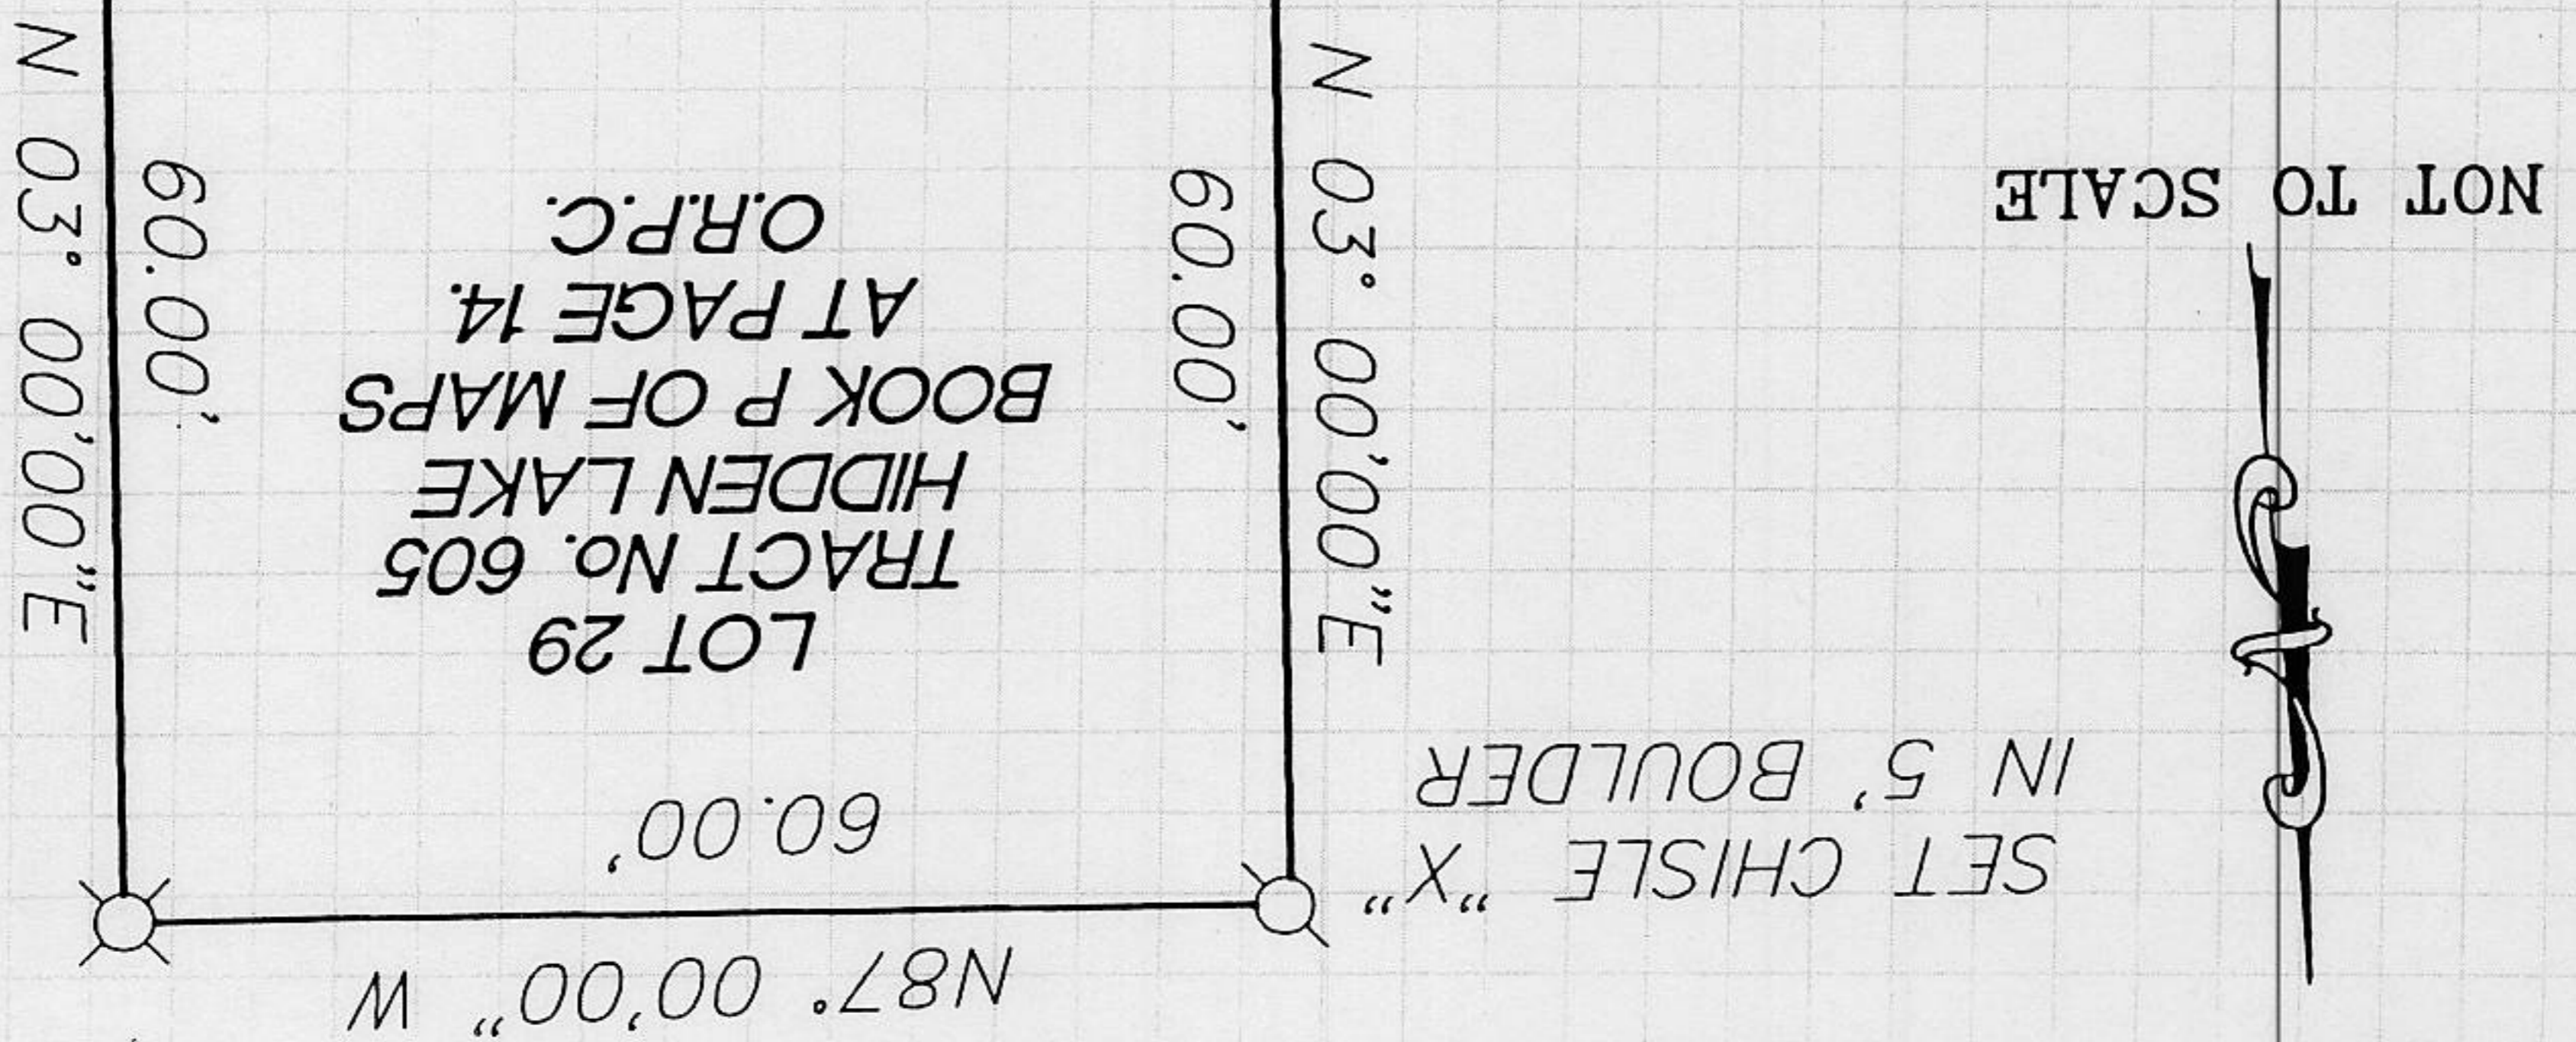 N87° 00'00" W
60.00'
SET CHISLE "X"
IN 5' BOULDER
LOT 29
TRACT No. 605
HIDDEN LAKE
BOOK P OF MAPS
AT PAGE 14.
O.R.P.C.
N 03° 00'00"E
60.00'
60.00'
N 03° 00'00"E
NOT TO SCALE